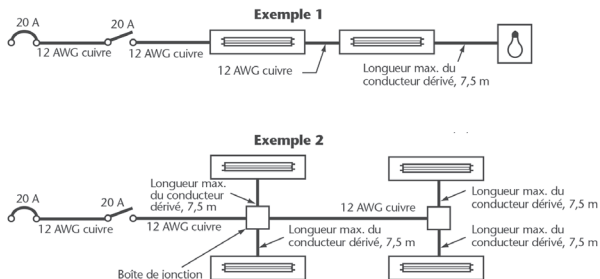 Exemple 1
20 A
20 A
12 AWG cuivre
12 AWG cuivre
12 AWG cuivre
Longueur max. du
conducteur dérivé, 7,5 m
Exemple 2
20 A
20 A
12 AWG cuivre
12 AWG cuivre
Longueur max.
du conducteur
dérivé, 7,5 m
12 AWG cuivre
Longueur max. du
conducteur dérivé, 7,5 m
Longueur max. du
conducteur dérivé, 7,5 m
Longueur max. du
conducteur dérivé, 7,5 m
Boîte de jonction